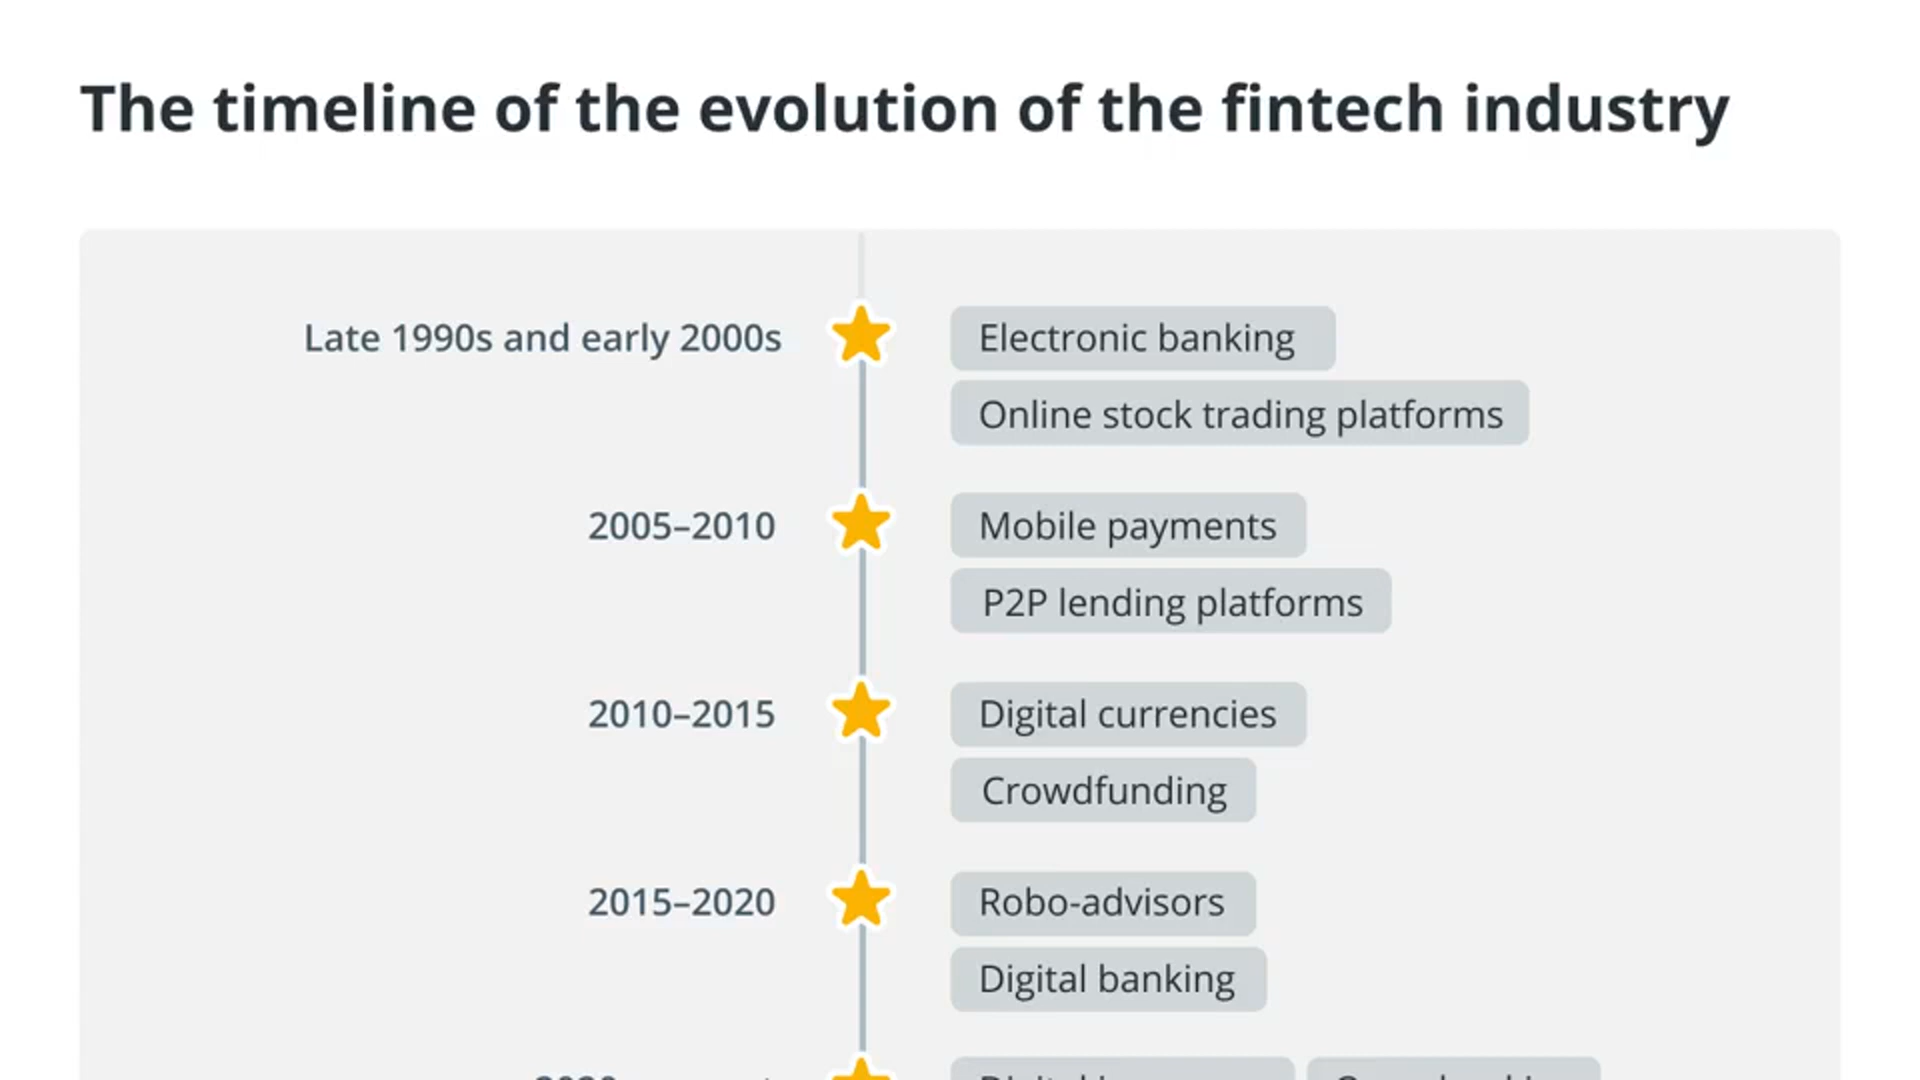 The timeline of the evolution of the fintech industry
Late 1990s and early 2000s
Electronic banking
Online stock trading platforms
2005–2010
Mobile payments
P2P lending platforms
2010–2015
Digital currencies
Crowdfunding
2015–2020
Robo-advisors
Digital banking